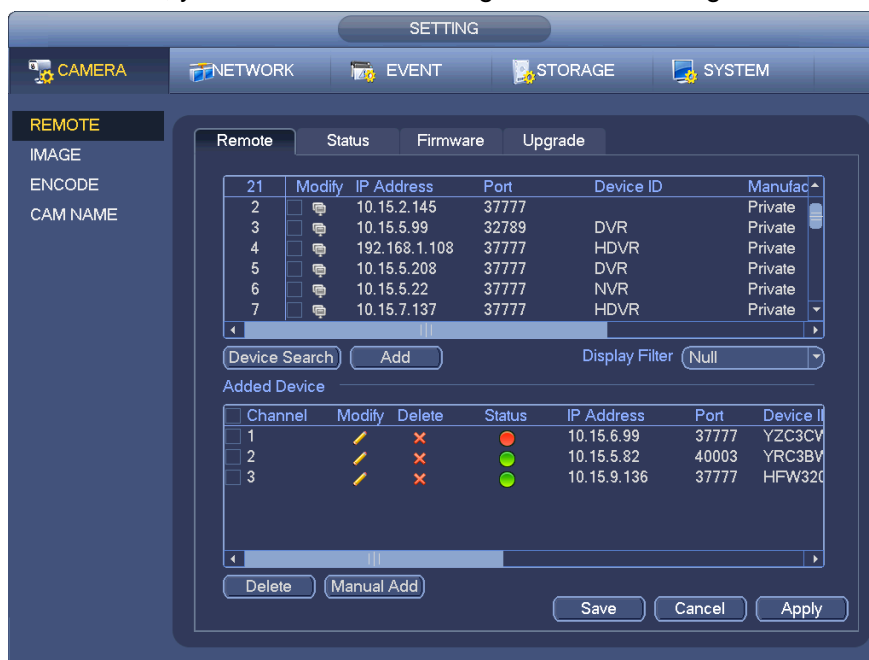 SETTING
CAMERA NETWORK EVENT STORAGE SYSTEM
REMOTE
IMAGE
ENCODE
CAM NAME
Remote Status Firmware Upgrade
21 Modify IP Address Port Device ID Manufac
2 10.15.2.145 37777 Private
3 10.15.5.99 32789 DVR Private
4 192.168.1.108 37777 HDVR Private
5 10.15.5.208 37777 DVR Private
6 10.15.5.22 37777 NVR Private
7 10.15.7.137 37777 HDVR Private
Device Search Add Display Filter Null
Added Device
Channel Modify Delete Status IP Address Port Device I
1 10.15.6.99 37777 YZC3CW
2 10.15.5.82 40003 YRC3BV
3 10.15.9.136 37777 HFW320
Delete Manual Add
Save Cancel Apply